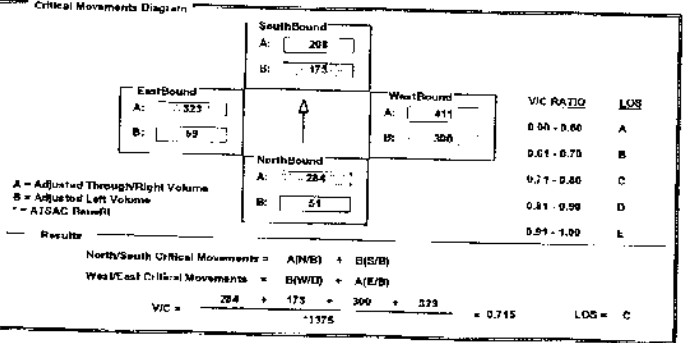 Critical Movements Diagram
SouthBound
A: 208
B: 173
EastBound
A: 323
B: 69
WestBound
A: 411
B: 300
NorthBound
A: 284
B: 51
V/C RATIO LOS
0.00 - 0.60 A
0.61 - 0.70 B
0.71 - 0.80 C
0.81 - 0.90 D
0.91 - 1.00 E
A = Adjusted Through/Right Volume
B = Adjusted Left Volume
* = ATSAC Benefit
Results
North/South Critical Movements = A(N/B) + B(S/B)
West/East Critical Movements = B(W/B) + A(E/B)
V/C = 284 + 173 + 300 + 323
*1375 = 0.715 LOS = C